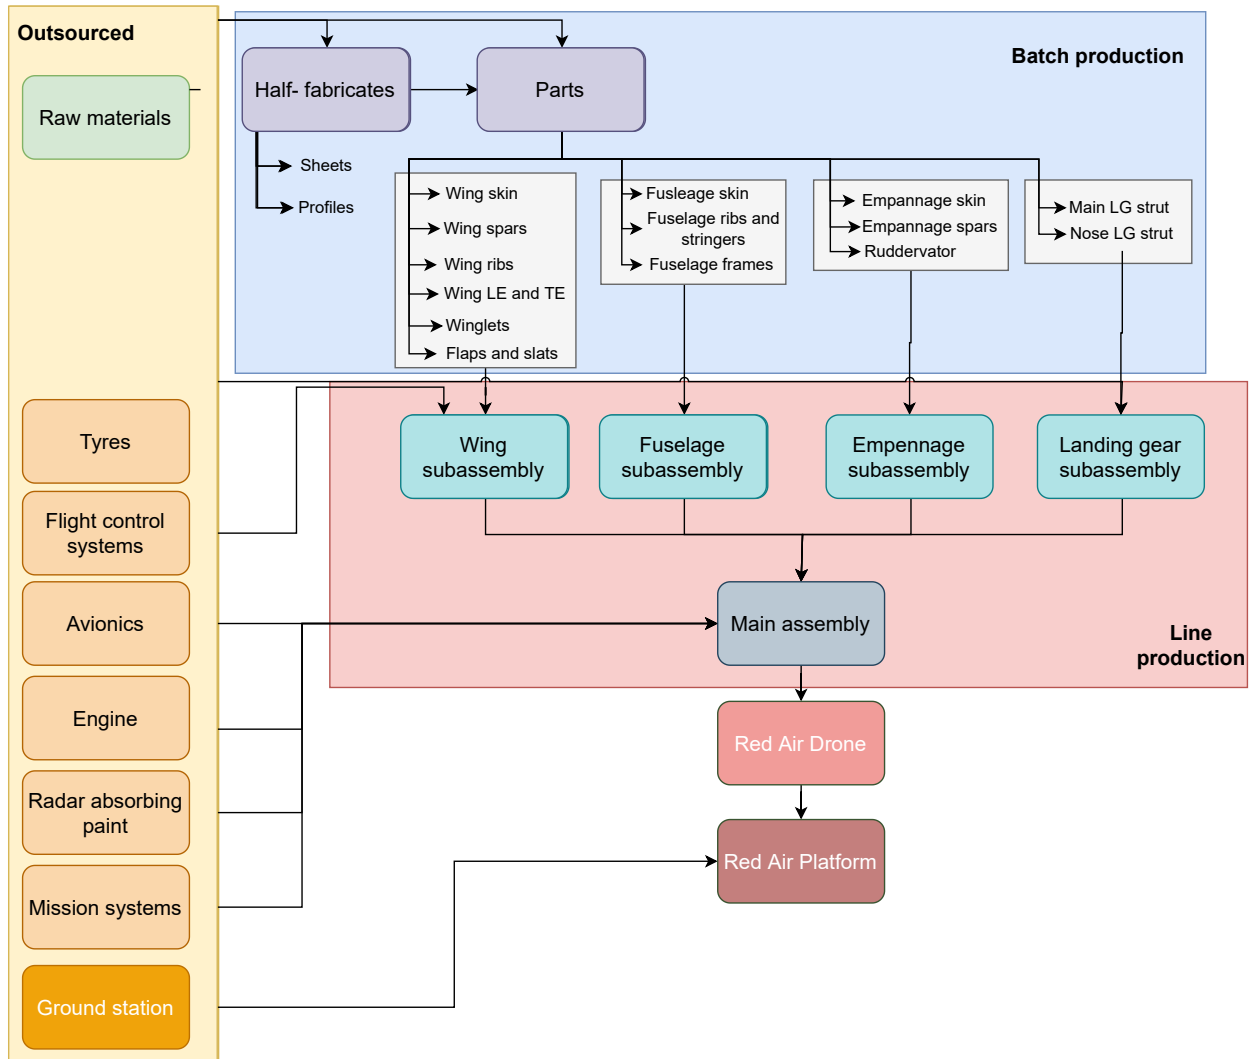 Outsourced
Batch production
Half- fabricates
Parts
Raw materials
Sheets
Profiles
Wing skin
Wing spars
Wing ribs
Wing LE and TE
Winglets
Flaps and slats
Fusleage skin
Fuselage ribs and
stringers
Fuselage frames
Empannage skin
Empannage spars
Ruddervator
Main LG strut
Nose LG strut
Tyres
Flight control
systems
Avionics
Engine
Radar absorbing
paint
Mission systems
Ground station
Wing
subassembly
Fuselage
subassembly
Empennage
subassembly
Landing gear
subassembly
Main assembly
Line
production
Red Air Drone
Red Air Platform